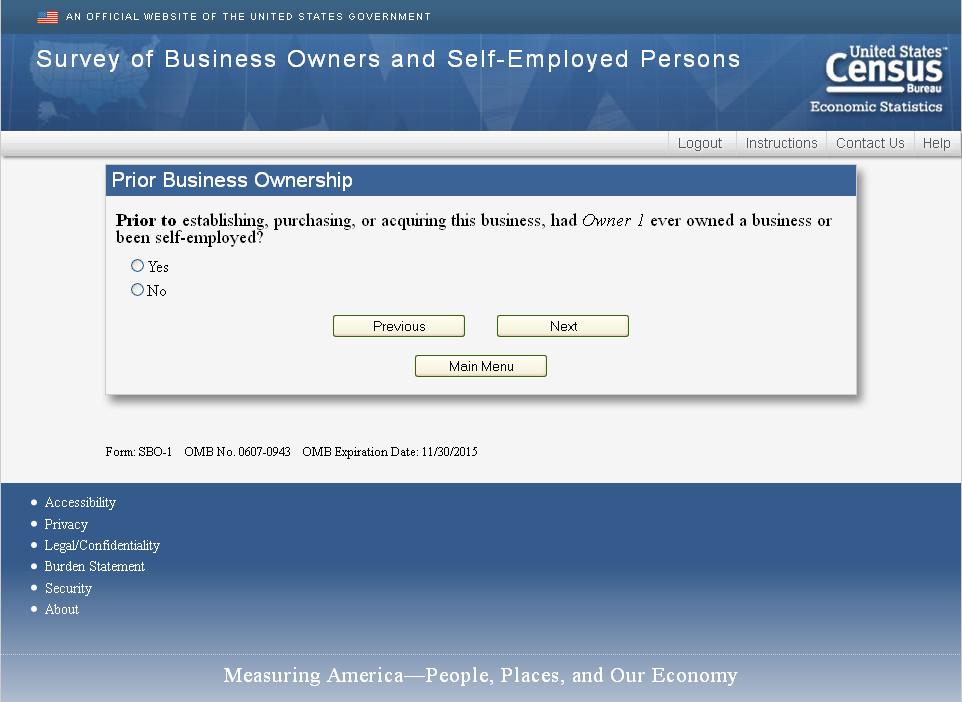 AN OFFICIAL WEBSITE OF THE UNITED STATES GOVERNMENT
Survey of Business Owners and Self-Employed Persons
United States™
Census
Bureau
Economic Statistics
Logout Instructions Contact Us Help
Prior Business Ownership
Prior to establishing, purchasing, or acquiring this business, had Owner 1 ever owned a business or
been self-employed?
Yes
No
Previous Next
Main Menu
Form: SBO-1 OMB No. 0607-0943 OMB Expiration Date: 11/30/2015
Accessibility
Privacy
Legal/Confidentiality
Burden Statement
Security
About
Measuring America—People, Places, and Our Economy